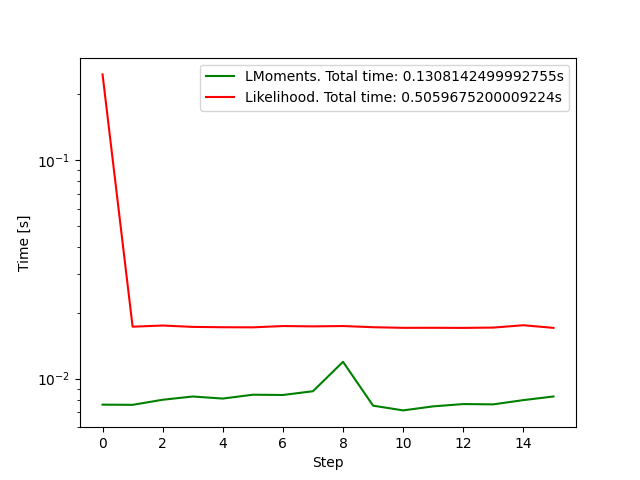 LMoments. Total time: 0.1308142499992755s
Likelihood. Total time: 0.5059675200009224s
10⁻¹
10⁻²
Time [s]
0 2 4 6 8 10 12 14
Step